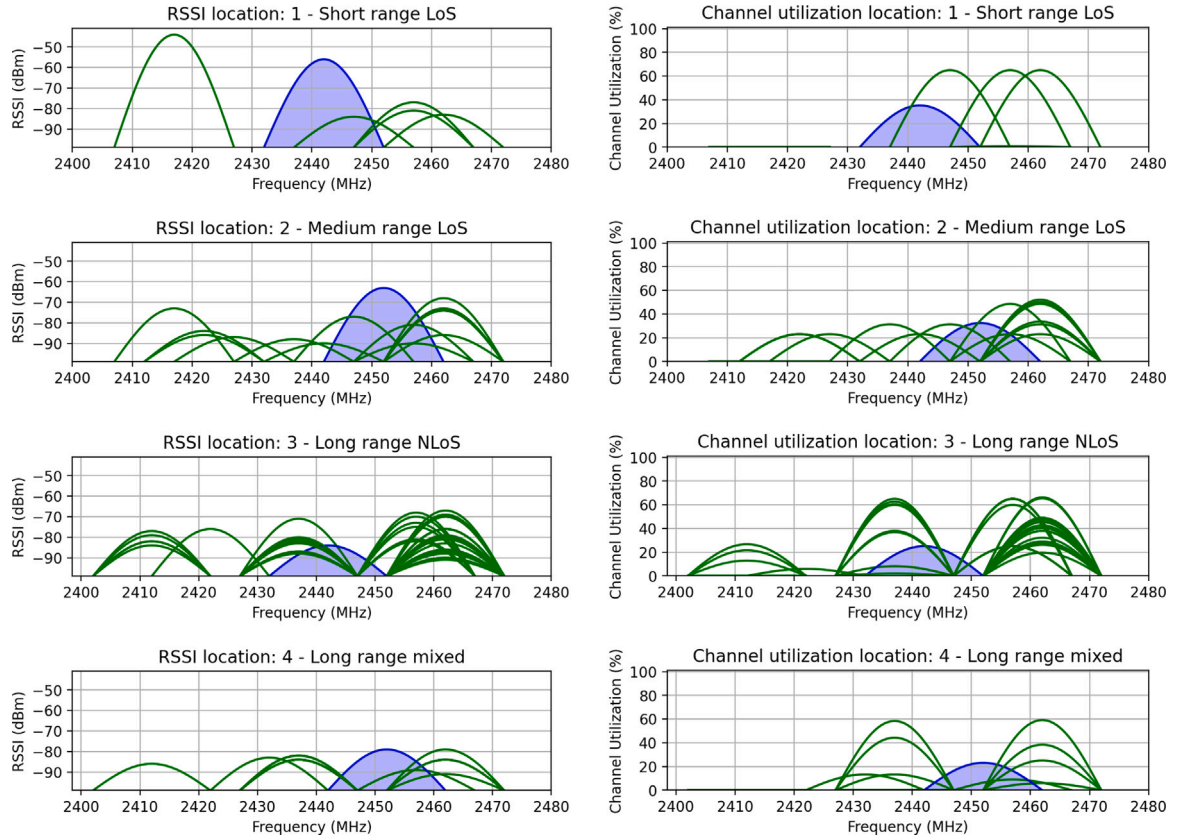 RSSI location: 1 - Short range LoS
RSSI (dBm)
−50
−60
−70
−80
−90
2400 2410 2420 2430 2440 2450 2460 2470 2480
Frequency (MHz)
Channel utilization location: 1 - Short range LoS
Channel Utilization (%)
100
80
60
40
20
0
2400 2410 2420 2430 2440 2450 2460 2470 2480
Frequency (MHz)
RSSI location: 2 - Medium range LoS
RSSI (dBm)
−50
−60
−70
−80
−90
2400 2410 2420 2430 2440 2450 2460 2470 2480
Frequency (MHz)
Channel utilization location: 2 - Medium range LoS
Channel Utilization (%)
100
80
60
40
20
0
2400 2410 2420 2430 2440 2450 2460 2470 2480
Frequency (MHz)
RSSI location: 3 - Long range NLoS
RSSI (dBm)
−50
−60
−70
−80
−90
2400 2410 2420 2430 2440 2450 2460 2470 2480
Frequency (MHz)
Channel utilization location: 3 - Long range NLoS
Channel Utilization (%)
100
80
60
40
20
0
2400 2410 2420 2430 2440 2450 2460 2470 2480
Frequency (MHz)
RSSI location: 4 - Long range mixed
RSSI (dBm)
−50
−60
−70
−80
−90
2400 2410 2420 2430 2440 2450 2460 2470 2480
Frequency (MHz)
Channel utilization location: 4 - Long range mixed
Channel Utilization (%)
100
80
60
40
20
0
2400 2410 2420 2430 2440 2450 2460 2470 2480
Frequency (MHz)